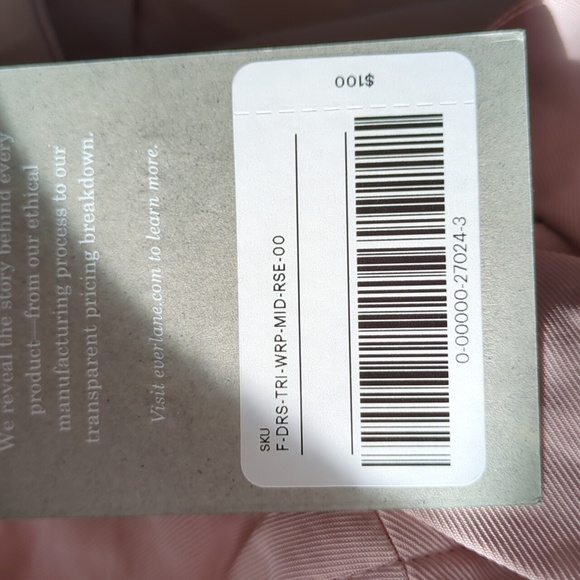 We reveal the story behind every
product—from our ethical
manufacturing process to our
transparent pricing breakdown.
Visit everlane.com to learn more.
$100
SKU
F-DRS-TRI-WRP-MID-RSE-00
0-00000-27024-3